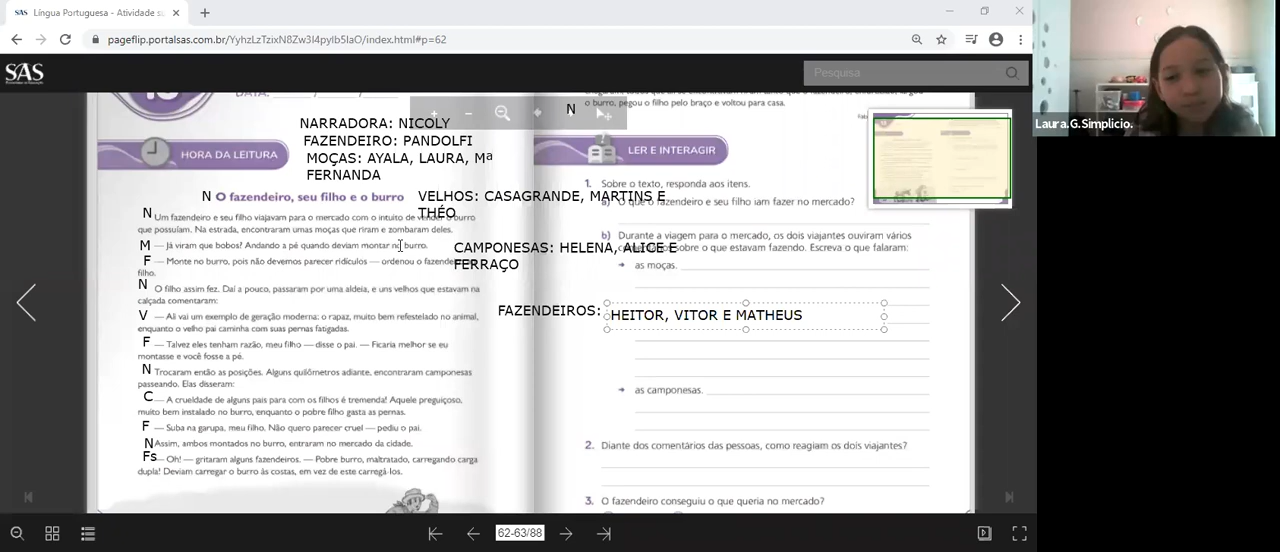 SAS Língua Portuguesa - Atividade su
pageflip.portalsas.com.br/YyhzLzTzixN8Zw3I4pyIb5IaO/index.html#p=62
SAS
Pesquisa
Laura.G.Simplicio.
DATA:
NARRADORA: NICOLY
FAZENDEIRO: PANDOLFI
MOÇAS: AYALA, LAURA, Mª
FERNANDA
HORA DA LEITURA
N O fazendeiro, seu filho e o burro
VELHOS: CASAGRANDE, MARTINS E
THÉO
N Um fazendeiro e seu filho viajavam para o mercado com o intuito de vender o burro
que possuíam. Na estrada, encontraram umas moças que riram e zombaram deles.
M — Já viram que bobos? Andando a pé quando deviam montar no burro.
CAMPONESAS: HELENA, ALICE E
FERRAÇO
F — Monte no burro, pois não devemos parecer ridículos — ordenou o fazendeiro
filho.
N O filho assim fez. Daí a pouco, passaram por uma aldeia, e uns velhos que estavam na
calçada comentaram:
FAZENDEIROS: HEITOR, VITOR E MATHEUS
V — Ali vai um exemplo de geração moderna: o rapaz, muito bem refestelado no animal,
enquanto o velho pai caminha com suas pernas fatigadas.
F — Talvez eles tenham razão, meu filho — disse o pai. — Ficaria melhor se eu
montasse e você fosse a pé.
N Trocaram então as posições. Alguns quilômetros adiante, encontraram camponesas
passeando. Elas disseram:
C — A crueldade de alguns pais para com os filhos é tremenda! Aquele preguiçoso,
muito bem instalado no burro, enquanto o pobre filho gasta as pernas.
F — Suba na garupa, meu filho. Não quero parecer cruel — pediu o pai.
N Assim, ambos montados no burro, entraram no mercado da cidade.
Fs — Oh! — gritaram alguns fazendeiros. — Pobre burro, maltratado, carregando carga
dupla! Deviam carregar o burro às costas, em vez de este carregá-los.
N
o burro, pegou o filho pelo braço e voltou para casa.
LER E INTERAGIR
1. Sobre o texto, responda aos itens.
a) O que o fazendeiro e seu filho iam fazer no mercado?
b) Durante a viagem para o mercado, os dois viajantes ouviram vários
sobre o que estavam fazendo. Escreva o que falaram:
as moças.
as camponesas.
2. Diante dos comentários das pessoas, como reagiam os dois viajantes?
3. O fazendeiro conseguiu o que queria no mercado?
62-63/88